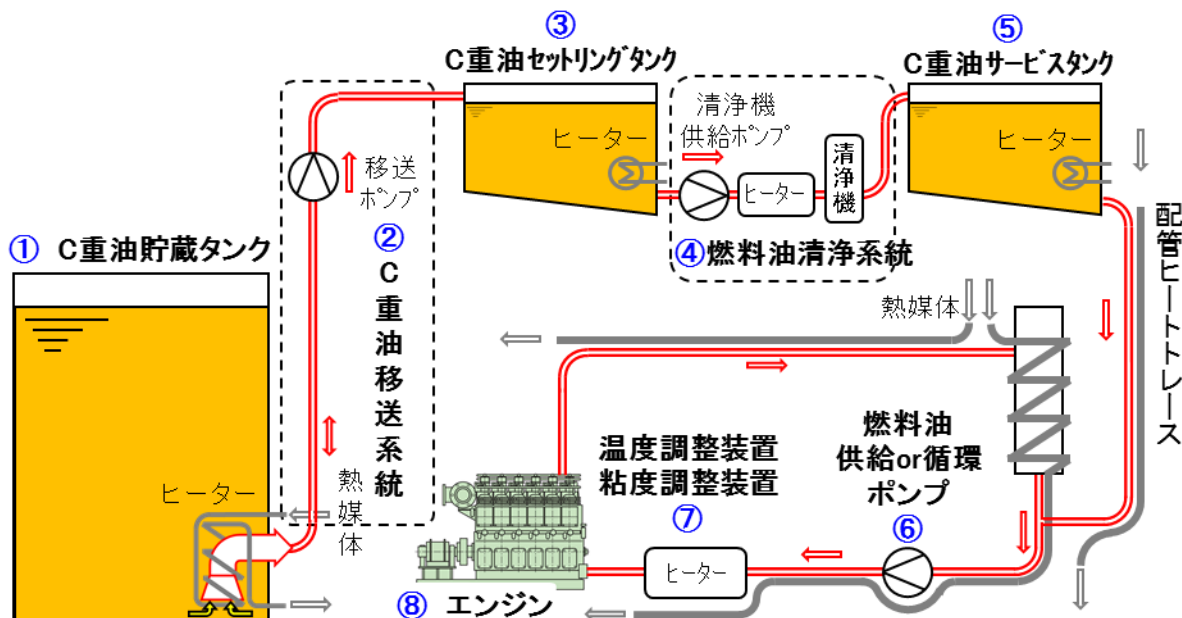 ③
C重油セットリングタンク
⑤
C重油サービスタンク
清浄機
供給ポンプ
ヒーター
ヒーター
移送
ポンプ
ヒーター
清浄機
① C重油貯蔵タンク
②
C重油移送系統
④燃料油清浄系統
配管ヒートトレース
熱媒体
温度調整装置
粘度調整装置
燃料油
供給or循環
ポンプ
ヒーター
熱媒体
⑦
⑥
ヒーター
⑧ エンジン